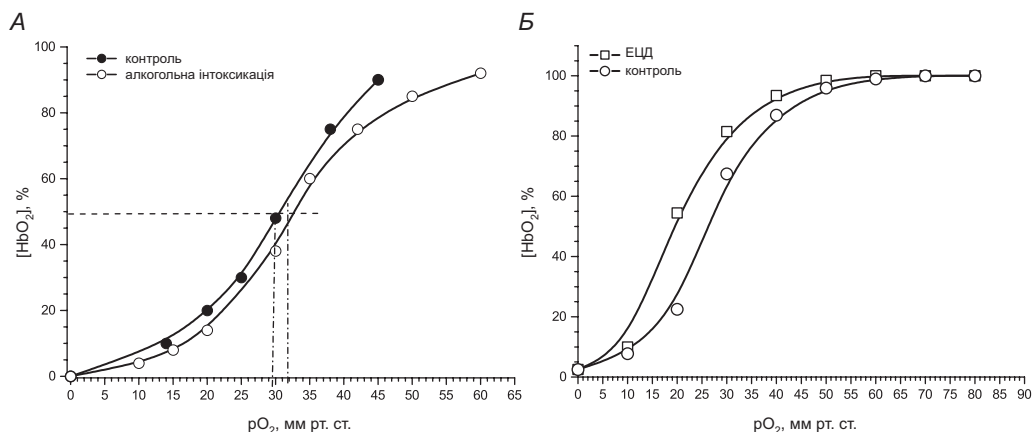 А
контроль
алкогольна інтоксикація
[HbO2], %
100
80
60
40
20
0
0 5 10 15 20 25 30 35 40 45 50 55 60 65
pO2, мм рт. ст.
Б
ЕЦД
контроль
[HbO2], %
100
80
60
40
20
0
0 5 10 15 20 25 30 35 40 45 50 55 60 65 70 75 80 85 90
pO2, мм рт. ст.